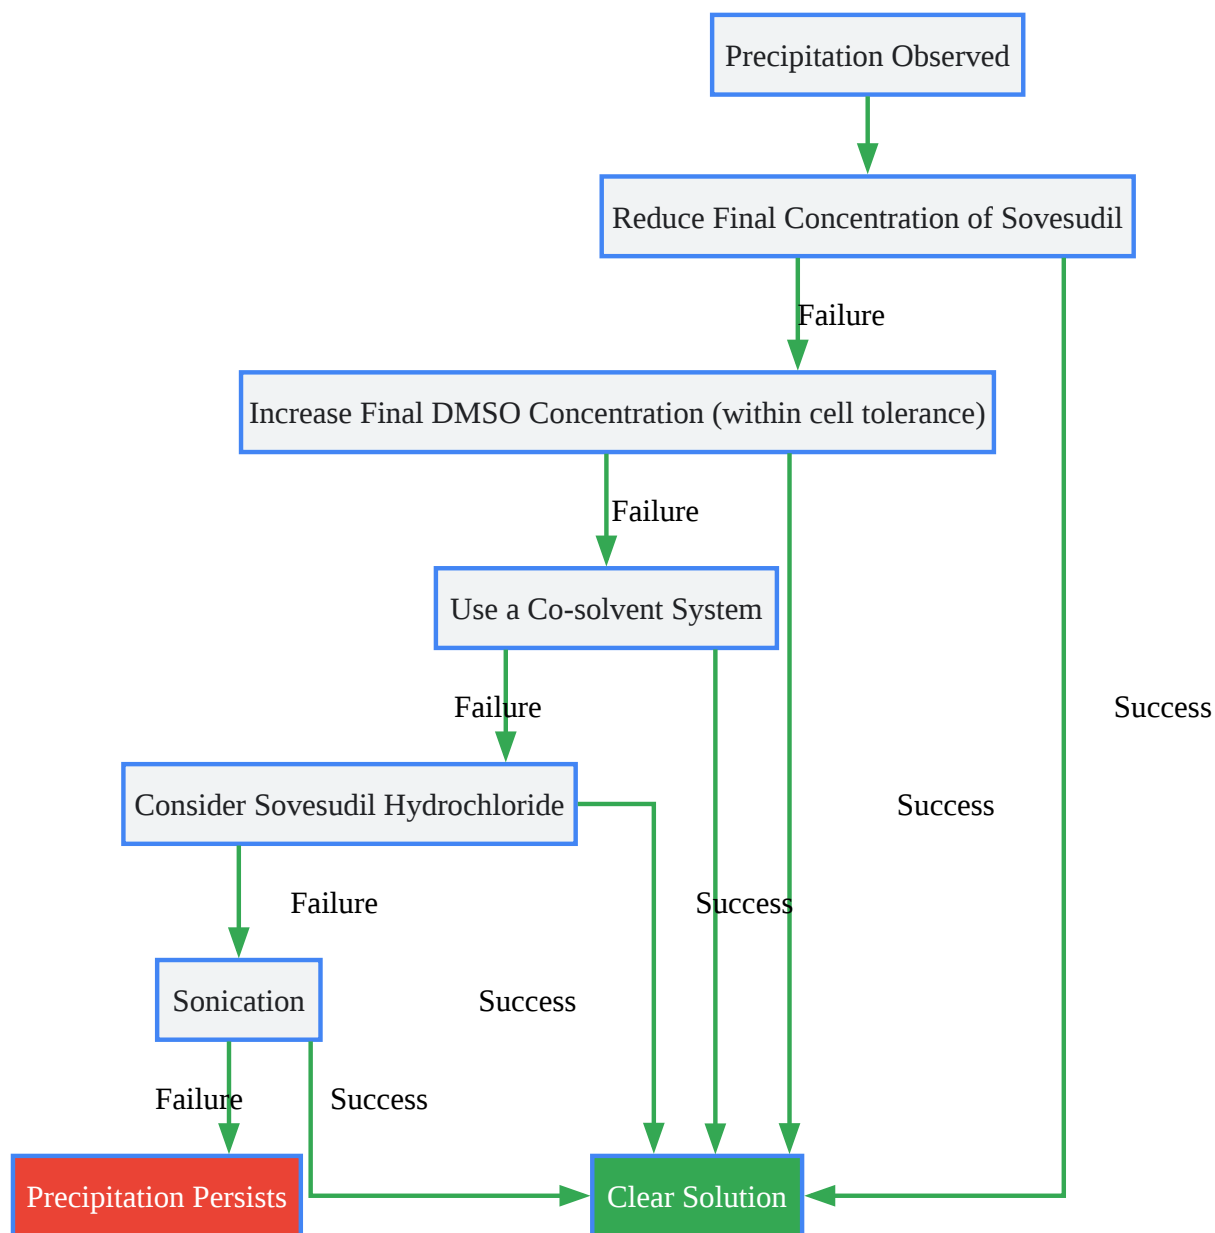 Precipitation Observed
Reduce Final Concentration of Sovesudil
Failure
Increase Final DMSO Concentration (within cell tolerance)
Failure
Use a Co-solvent System
Failure
Success
Consider Sovesudil Hydrochloride
Success
Failure
Success
Sonication
Success
Failure
Success
Precipitation Persists
Clear Solution